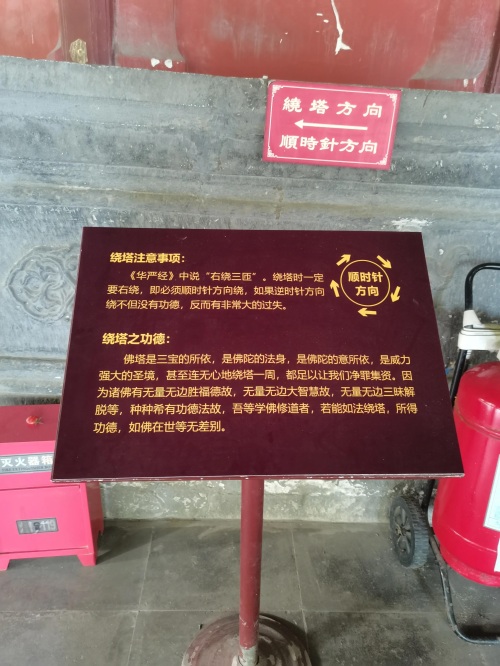 繞塔方向
順時針方向
绕塔注意事项：
《华严经》中说“右绕三匝”。绕塔时一定
要右绕，即必须顺时针方向绕，如果逆时针方向
绕不但没有功德，反而有非常大的过失。
顺时针
方向
绕塔之功德：
佛塔是三宝的所依，是佛陀的法身，是佛陀的意所依，是威力
强大的圣境，甚至连无心地绕塔一周，都足以让我们净罪集资。因
为诸佛有无量无边胜福德故，无量无边大智慧故，无量无边三昧解
脱等，种种希有功德法故，吾等学佛修道者，若能如法绕塔，所得
功德，如佛在世等无差别。
灭火器箱